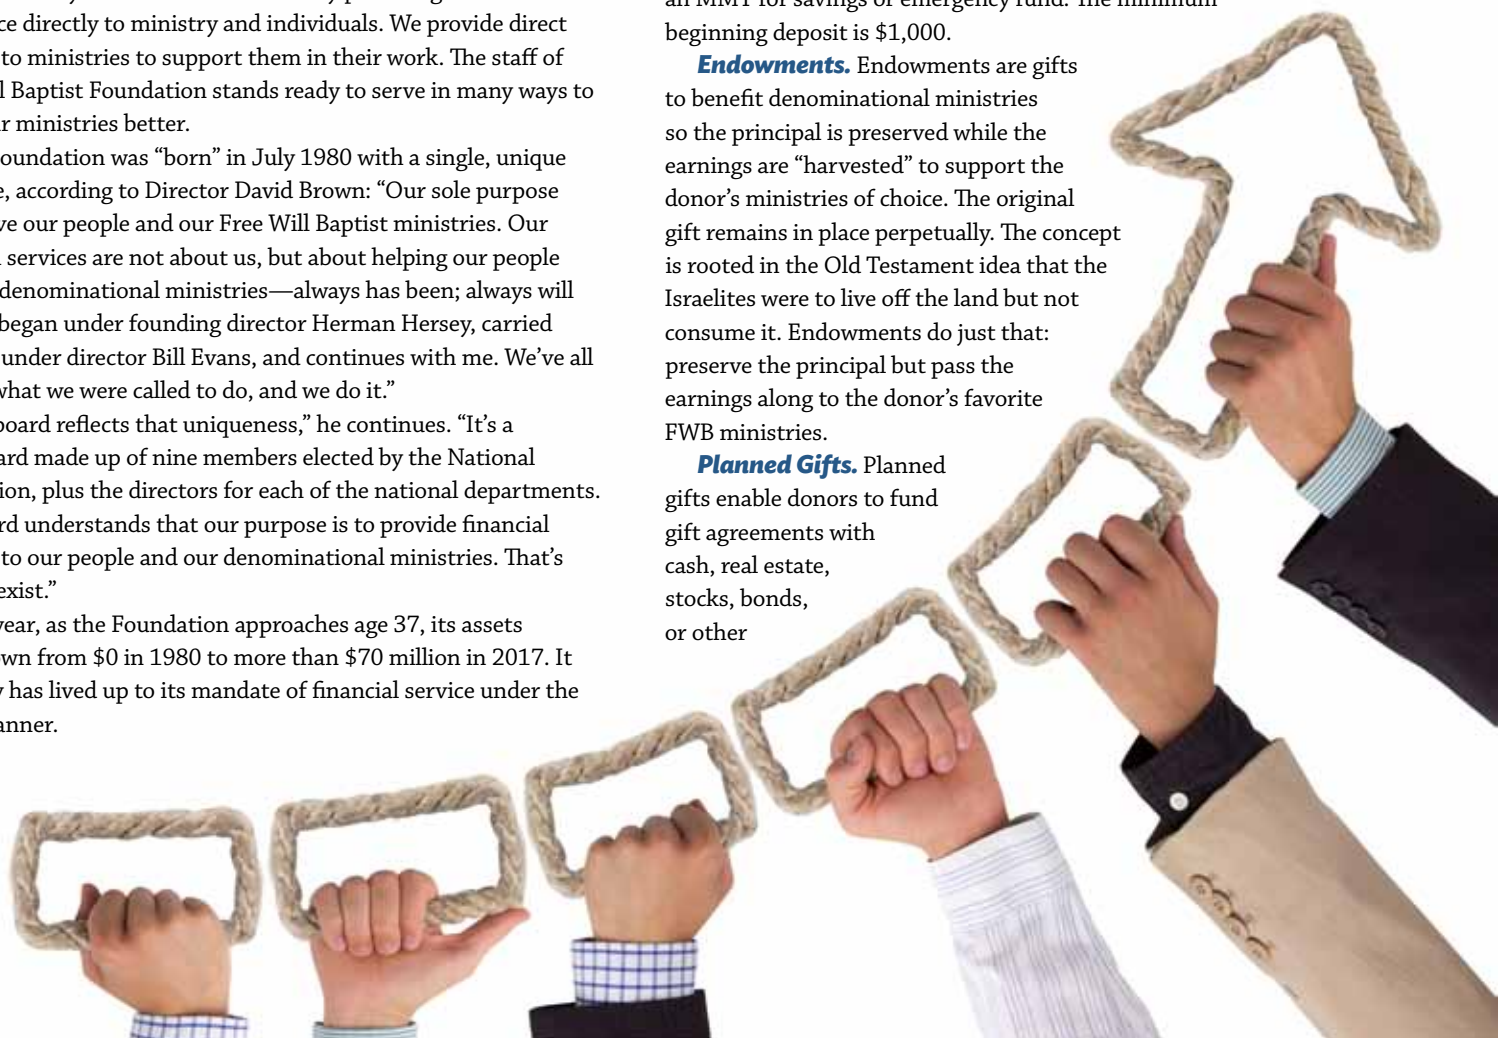 ce directly to ministry and individuals. We provide direct
to ministries to support them in their work. The staff of
l Baptist Foundation stands ready to serve in many ways to
r ministries better.
oundation was “born” in July 1980 with a single, unique
e, according to Director David Brown: “Our sole purpose
ve our people and our Free Will Baptist ministries. Our
services are not about us, but about helping our people
denominational ministries—always has been; always will
began under founding director Herman Hersey, carried
under director Bill Evans, and continues with me. We’ve all
what we were called to do, and we do it.”
board reflects that uniqueness,” he continues. “It’s a
ard made up of nine members elected by the National
ion, plus the directors for each of the national departments.
rd understands that our purpose is to provide financial
to our people and our denominational ministries. That’s
exist.”
year, as the Foundation approaches age 37, its assets
own from $0 in 1980 to more than $70 million in 2017. It
y has lived up to its mandate of financial service under the
anner.
an MMT for savings or emergency fund. The minimum
beginning deposit is $1,000.
Endowments. Endowments are gifts
to benefit denominational ministries
so the principal is preserved while the
earnings are “harvested” to support the
donor’s ministries of choice. The original
gift remains in place perpetually. The concept
is rooted in the Old Testament idea that the
Israelites were to live off the land but not
consume it. Endowments do just that:
preserve the principal but pass the
earnings along to the donor’s favorite
FWB ministries.
Planned Gifts. Planned
gifts enable donors to fund
gift agreements with
cash, real estate,
stocks, bonds,
or other